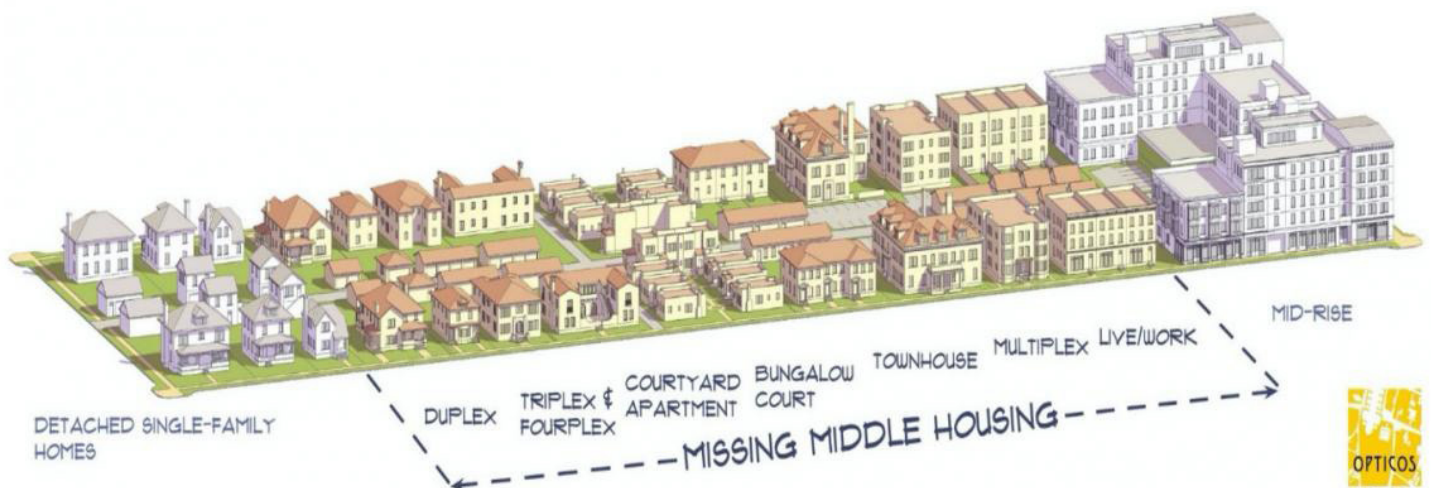 DETACHED SINGLE-FAMILY
HOMES
DUPLEX
TRIPLEX &
FOURPLEX
COURTYARD
APARTMENT
BUNGALOW
COURT
TOWNHOUSE
MULTIPLEX
LIVE/WORK
MID-RISE
MISSING MIDDLE HOUSING
OPTICOS